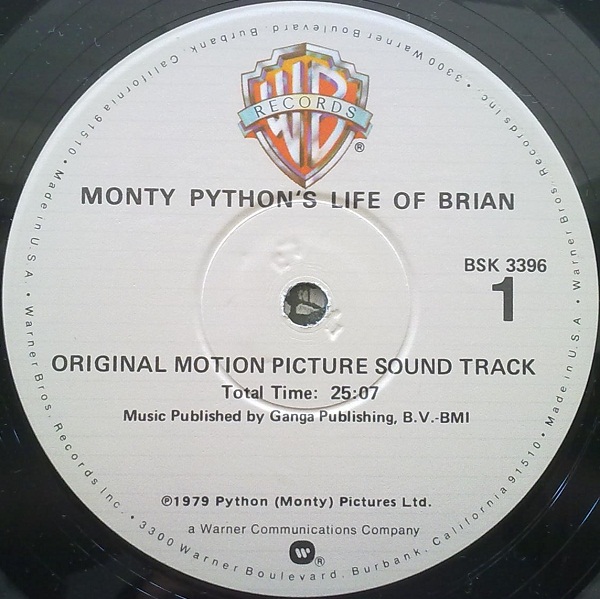 WB
RECORDS
®
MONTY PYTHON'S LIFE OF BRIAN
BSK 3396
1
ORIGINAL MOTION PICTURE SOUND TRACK
Total Time: 25:07
Music Published by Ganga Publishing, B.V.-BMI
℗1979 Python (Monty) Pictures Ltd.
a Warner Communications Company
®
Warner Bros. Records Inc. • 3300 Warner Boulevard, Burbank, California 91510 • Made in U.S.A. • Warner Bros. Records Inc. • 3300 Warner Boulevard, Burbank, California 91510 • Made in U.S.A. •